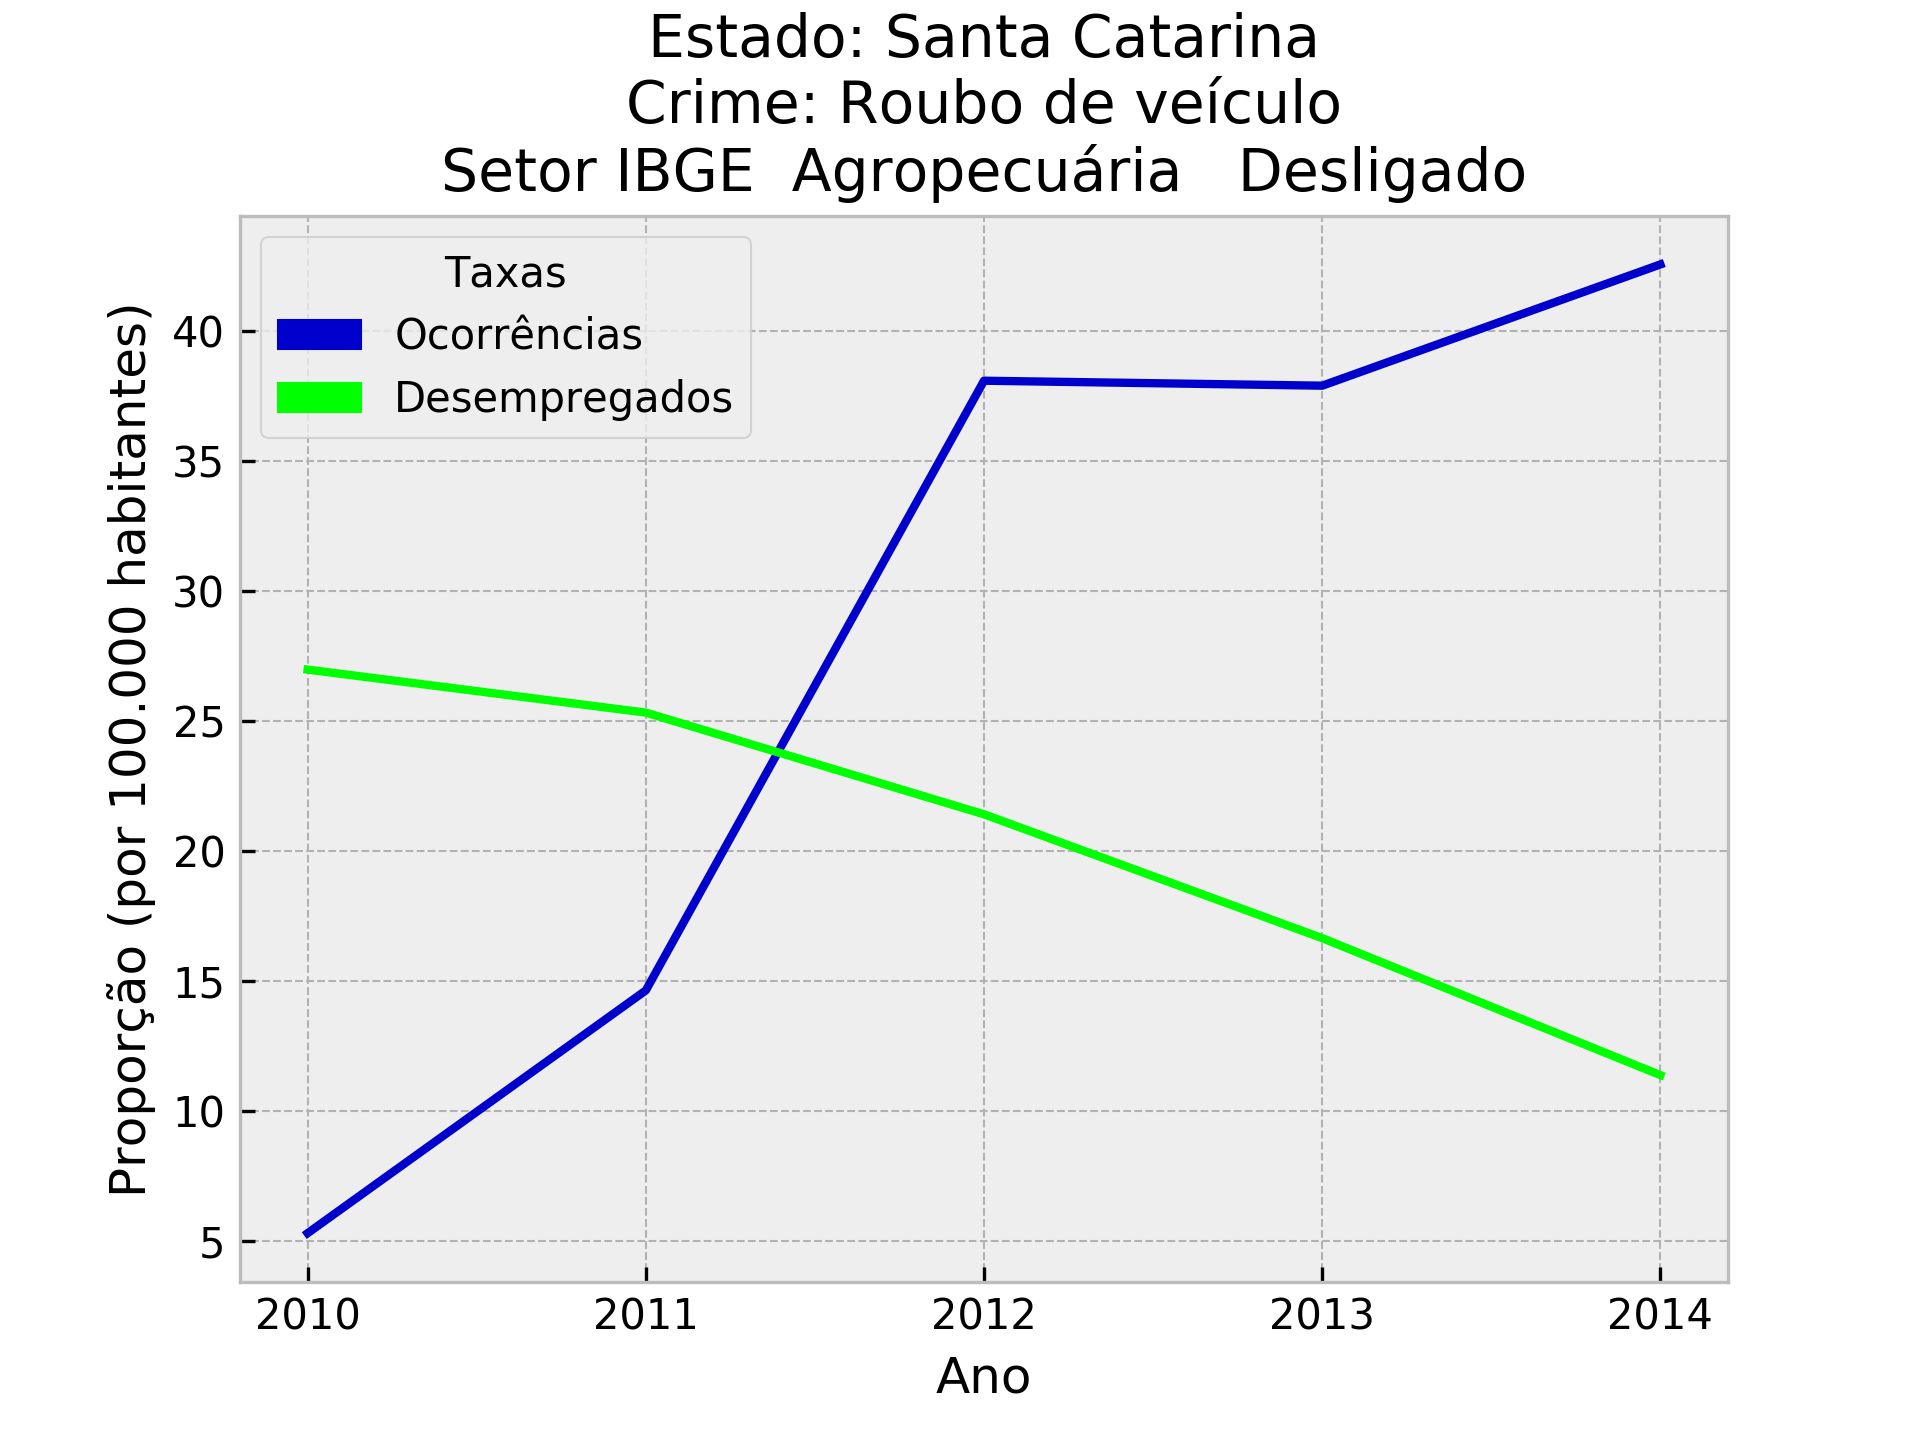 Estado: Santa Catarina
Crime: Roubo de veículo
Setor IBGE  Agropecuária   Desligado
Taxas
Ocorrências
Desempregados
Proporção (por 100.000 habitantes)
40
35
30
25
20
15
10
5
2010 2011 2012 2013 2014
Ano